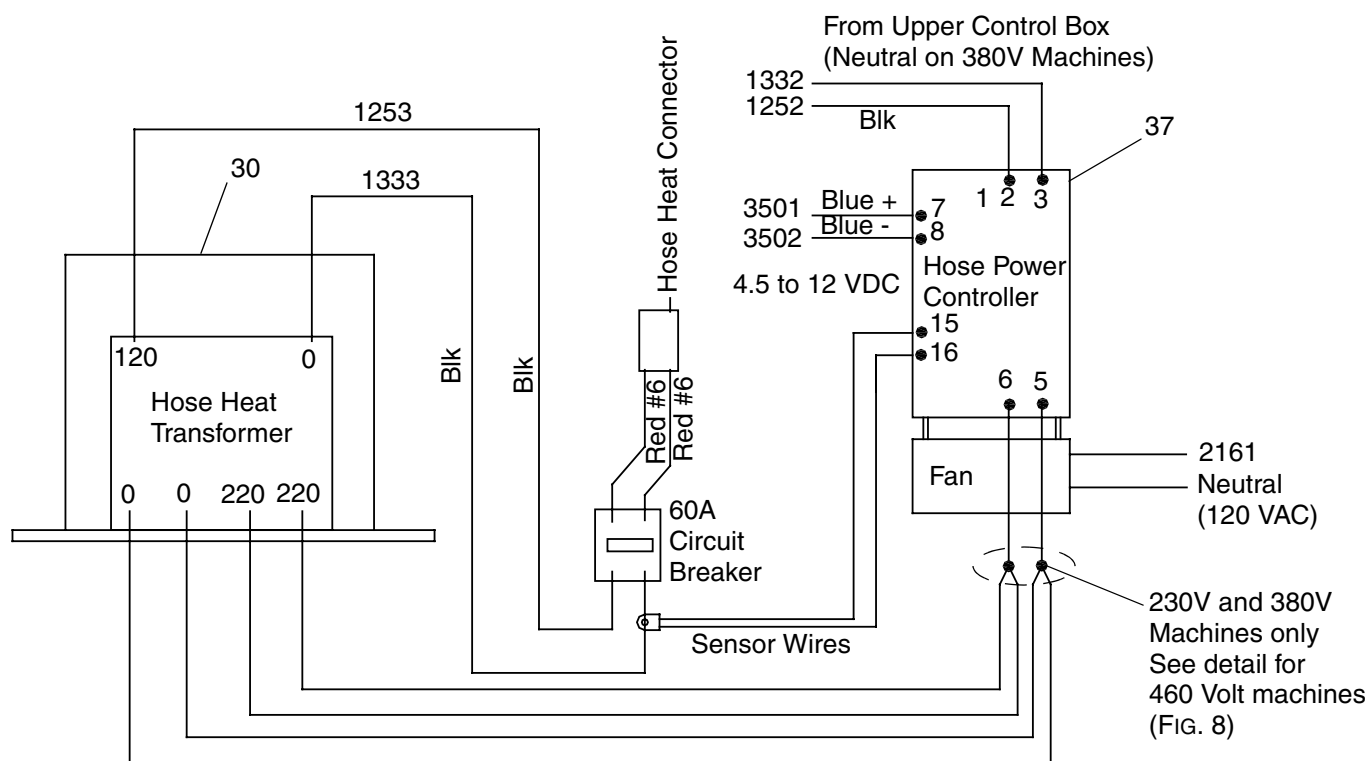 From Upper Control Box
(Neutral on 380V Machines)
1332
1252
Blk
37
1253
30
1333
Hose Heat Connector
3501
Blue +
3502
Blue -
4.5 to 12 VDC
1
2
3
7
8
Hose Power
Controller
15
16
6
5
120
0
Hose Heat
Transformer
0
0
220
220
Blk
Blk
Red #6
Red #6
60A
Circuit
Breaker
Sensor Wires
Fan
2161
Neutral
(120 VAC)
230V and 380V
Machines only
See detail for
460 Volt machines
(FIG. 8)